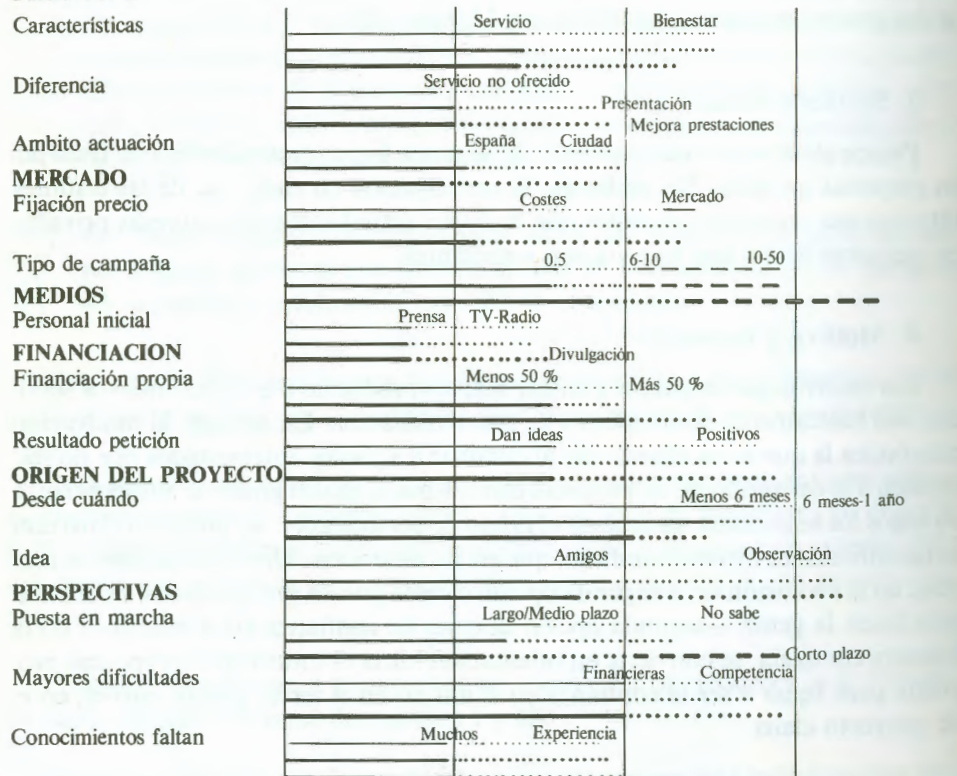 Características Servicio Bienestar
Diferencia Servicio no ofrecido
Presentación
Mejora prestaciones
Ambito actuación España Ciudad
MERCADO
Fijación precio Costes Mercado
Tipo de campaña 0.5 6-10 10-50
MEDIOS
Personal inicial Prensa TV-Radio
FINANCIACION Divulgación
Financiación propia Menos 50 % Más 50 %
Resultado petición Dan ideas Positivos
ORIGEN DEL PROYECTO
Desde cuándo Menos 6 meses 6 meses-1 año
Idea Amigos Observación
PERSPECTIVAS
Puesta en marcha Largo/Medio plazo No sabe
Corto plazo
Mayores dificultades Financieras Competencia
Conocimientos faltan Muchos Experiencia